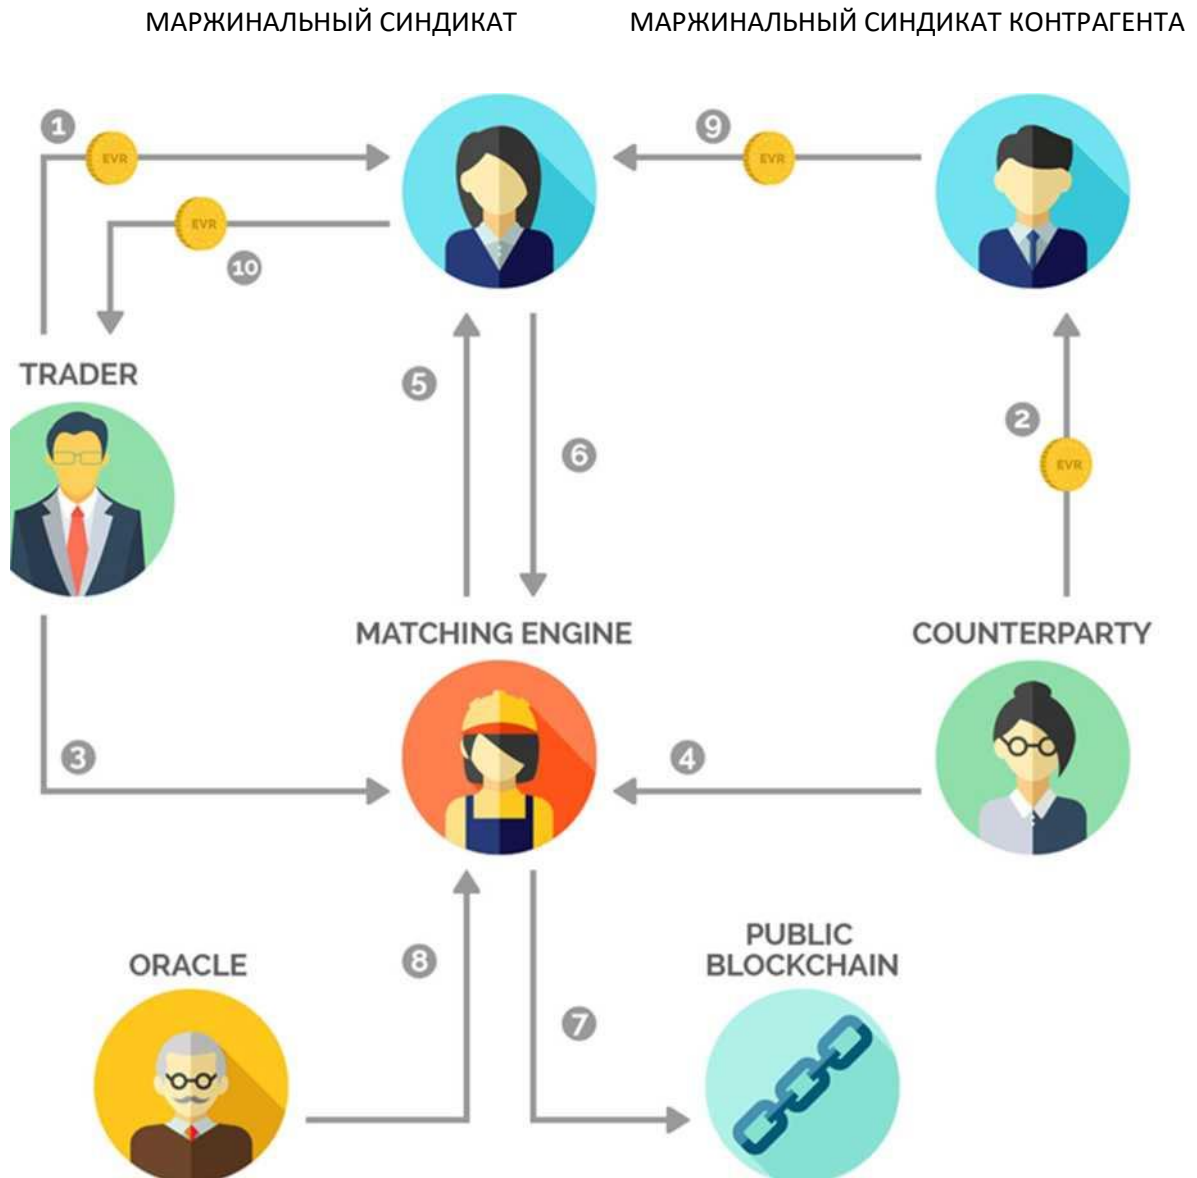 МАРЖИНАЛЬНЫЙ СИНДИКАТ
МАРЖИНАЛЬНЫЙ СИНДИКАТ КОНТРАГЕНТА
1
EVR
9
EVR
EVR
10
TRADER
5
2
6
EVR
MATCHING ENGINE
COUNTERPARTY
3
4
ORACLE
8
PUBLIC
BLOCKCHAIN
7